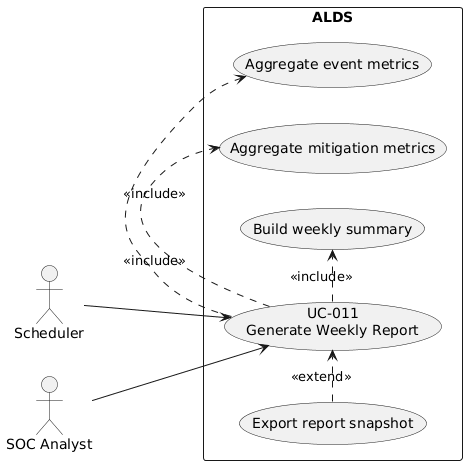 ALDS
Aggregate event metrics
Aggregate mitigation metrics
«include»
Build weekly summary
«include»
«include»
UC-011
Generate Weekly Report
Scheduler
«extend»
Export report snapshot
SOC Analyst